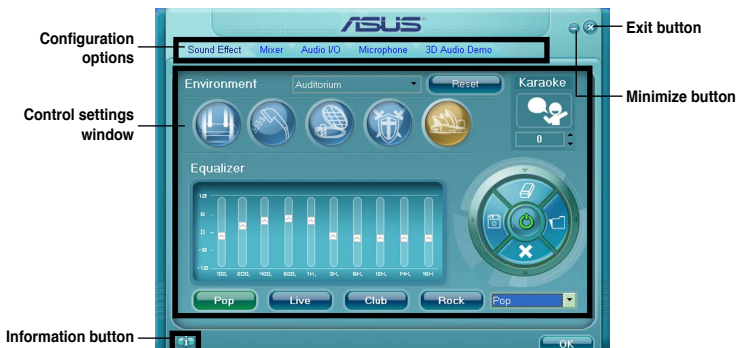 ASUS
Configuration options
Exit button
Sound Effect Mixer Audio I/O Microphone 3D Audio Demo
Minimize button
Environment Auditorium Reset Karaoke
Control settings window
0
Equalizer
12
6
0
-6
-12
100, 200, 400, 600, 1K, 3K, 6K, 12K, 14K, 16K
Pop Live Club Rock Pop
Information button
i
OK